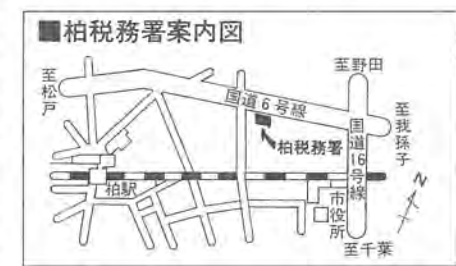 ■柏税務署案内図
至野田
至松戸
国道6号線
至我孫子
柏税務署
国道16号線
柏駅
市役所
至千葉
N